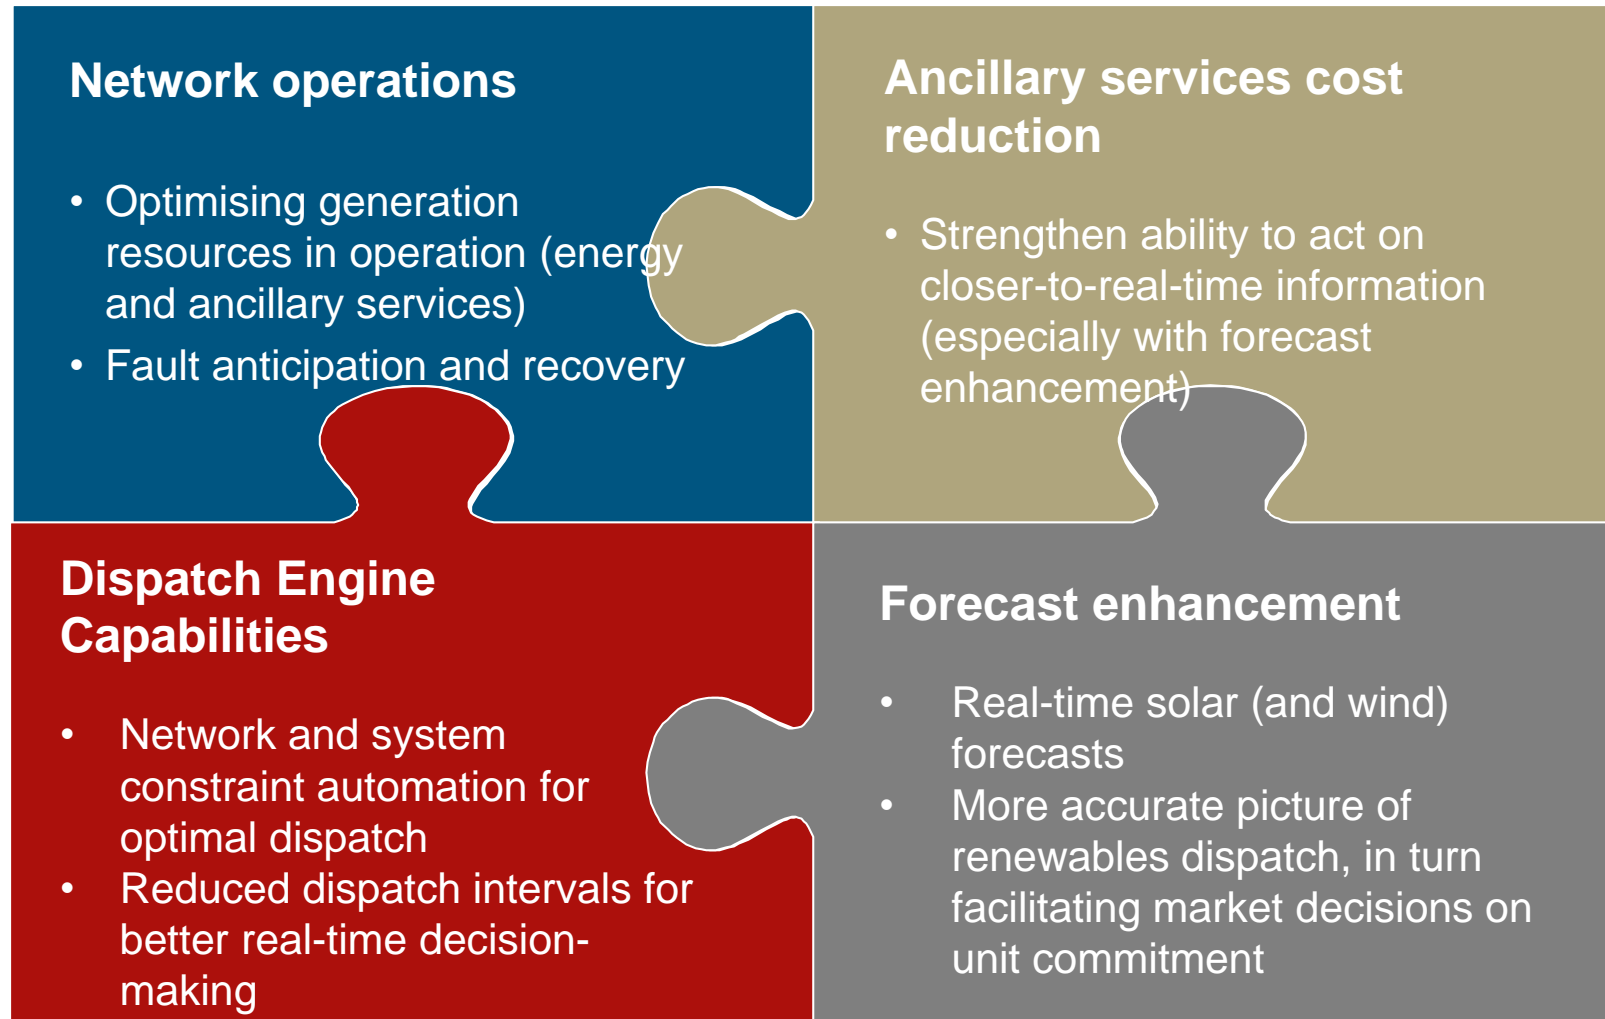 Network operations
• Optimising generation
resources in operation (energy
and ancillary services)
• Fault anticipation and recovery
Ancillary services cost
reduction
• Strengthen ability to act on
closer-to-real-time information
(especially with forecast
enhancement)
Dispatch Engine
Capabilities
• Network and system
constraint automation for
optimal dispatch
• Reduced dispatch intervals for
better real-time decision-
making
Forecast enhancement
• Real-time solar (and wind)
forecasts
• More accurate picture of
renewables dispatch, in turn
facilitating market decisions on
unit commitment